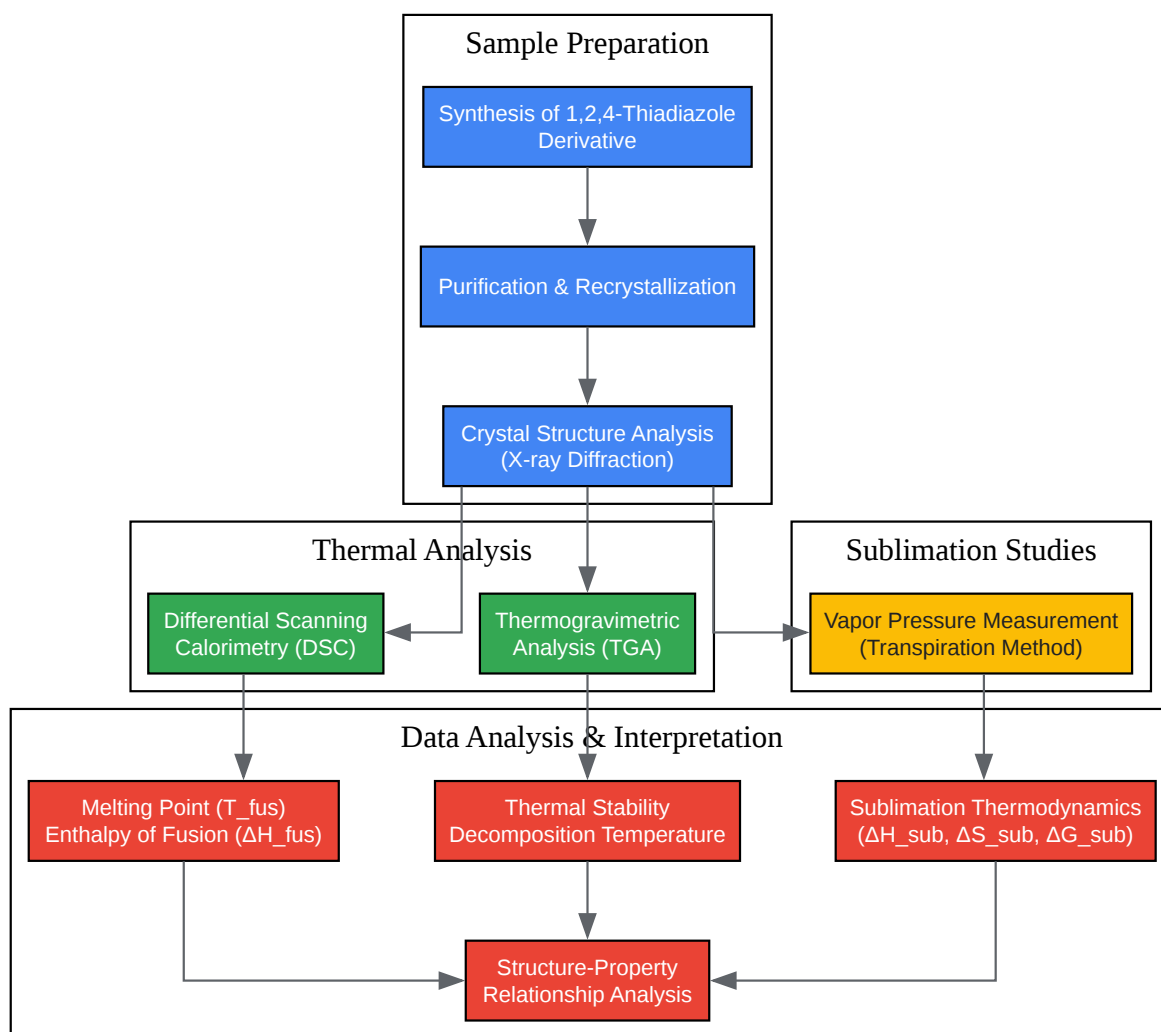 Sample Preparation
Synthesis of 1,2,4-Thiadiazole
Derivative
Purification & Recrystallization
Crystal Structure Analysis
(X-ray Diffraction)
Thermal Analysis
Sublimation Studies
Differential Scanning
Calorimetry (DSC)
Thermogravimetric
Analysis (TGA)
Vapor Pressure Measurement
(Transpiration Method)
Data Analysis & Interpretation
Melting Point (T_fus)
Enthalpy of Fusion (ΔH_fus)
Thermal Stability
Decomposition Temperature
Sublimation Thermodynamics
(ΔH_sub, ΔS_sub, ΔG_sub)
Structure-Property
Relationship Analysis